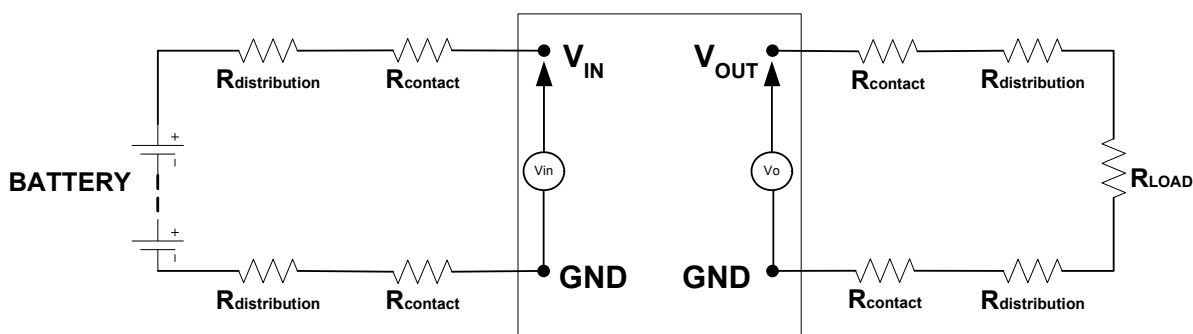 Rdistribution
Rcontact
VIN
VOUT
Rcontact
Rdistribution
+
-
BATTERY
Vin
Vo
RLOAD
+
-
Rdistribution
Rcontact
GND
GND
Rcontact
Rdistribution